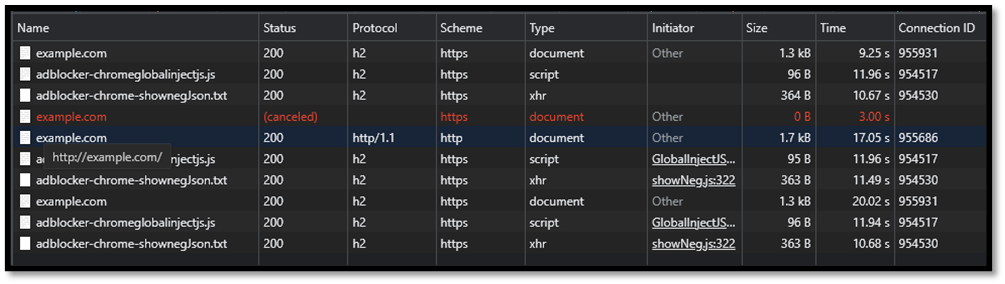 Name Status Protocol Scheme Type Initiator Size Time Connection ID
example.com 200 h2 https document Other 1.3 kB 9.25 s 955931
adblocker-chromeglobalinjectjs.js 200 h2 https script 96 B 11.96 s 954517
adblocker-chrome-shownegJson.txt 200 h2 https xhr 364 B 10.67 s 954530
example.com (canceled) https document Other 0 B 3.00 s
example.com 200 http/1.1 http document Other 1.7 kB 17.05 s 955686
http://example.com/
injectjs.js 200 h2 https script GlobalInjectJS... 95 B 11.96 s 954517
adblocker-chrome-shownegJson.txt 200 h2 https xhr showNeg.js:322 363 B 11.49 s 954530
example.com 200 h2 https document Other 1.3 kB 20.02 s 955931
adblocker-chromeglobalinjectjs.js 200 h2 https script GlobalInjectJS... 96 B 11.94 s 954517
adblocker-chrome-shownegJson.txt 200 h2 https xhr showNeg.js:322 363 B 10.68 s 954530